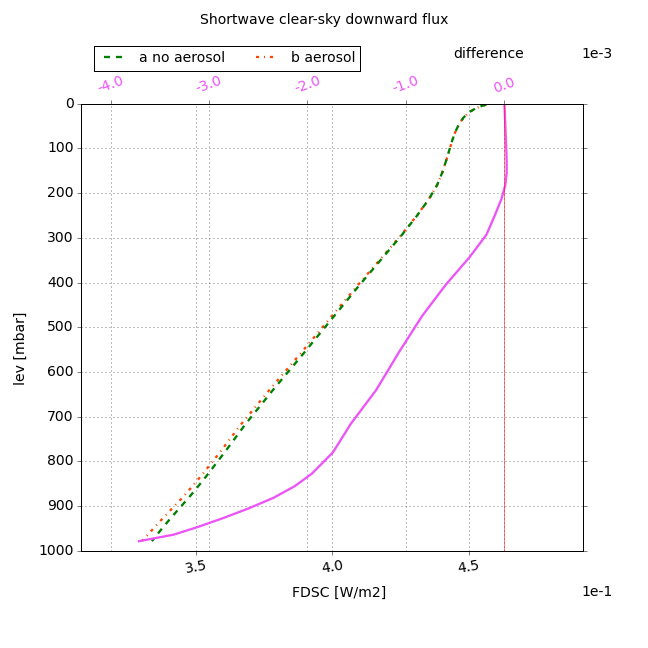 Shortwave clear-sky downward flux
a no aerosol b aerosol difference 1e-3
-4.0 -3.0 -2.0 -1.0 0.0
0
100
200
300
400
500
600
700
800
900
1000
lev [mbar]
3.5 4.0 4.5
FDSC [W/m2] 1e-1